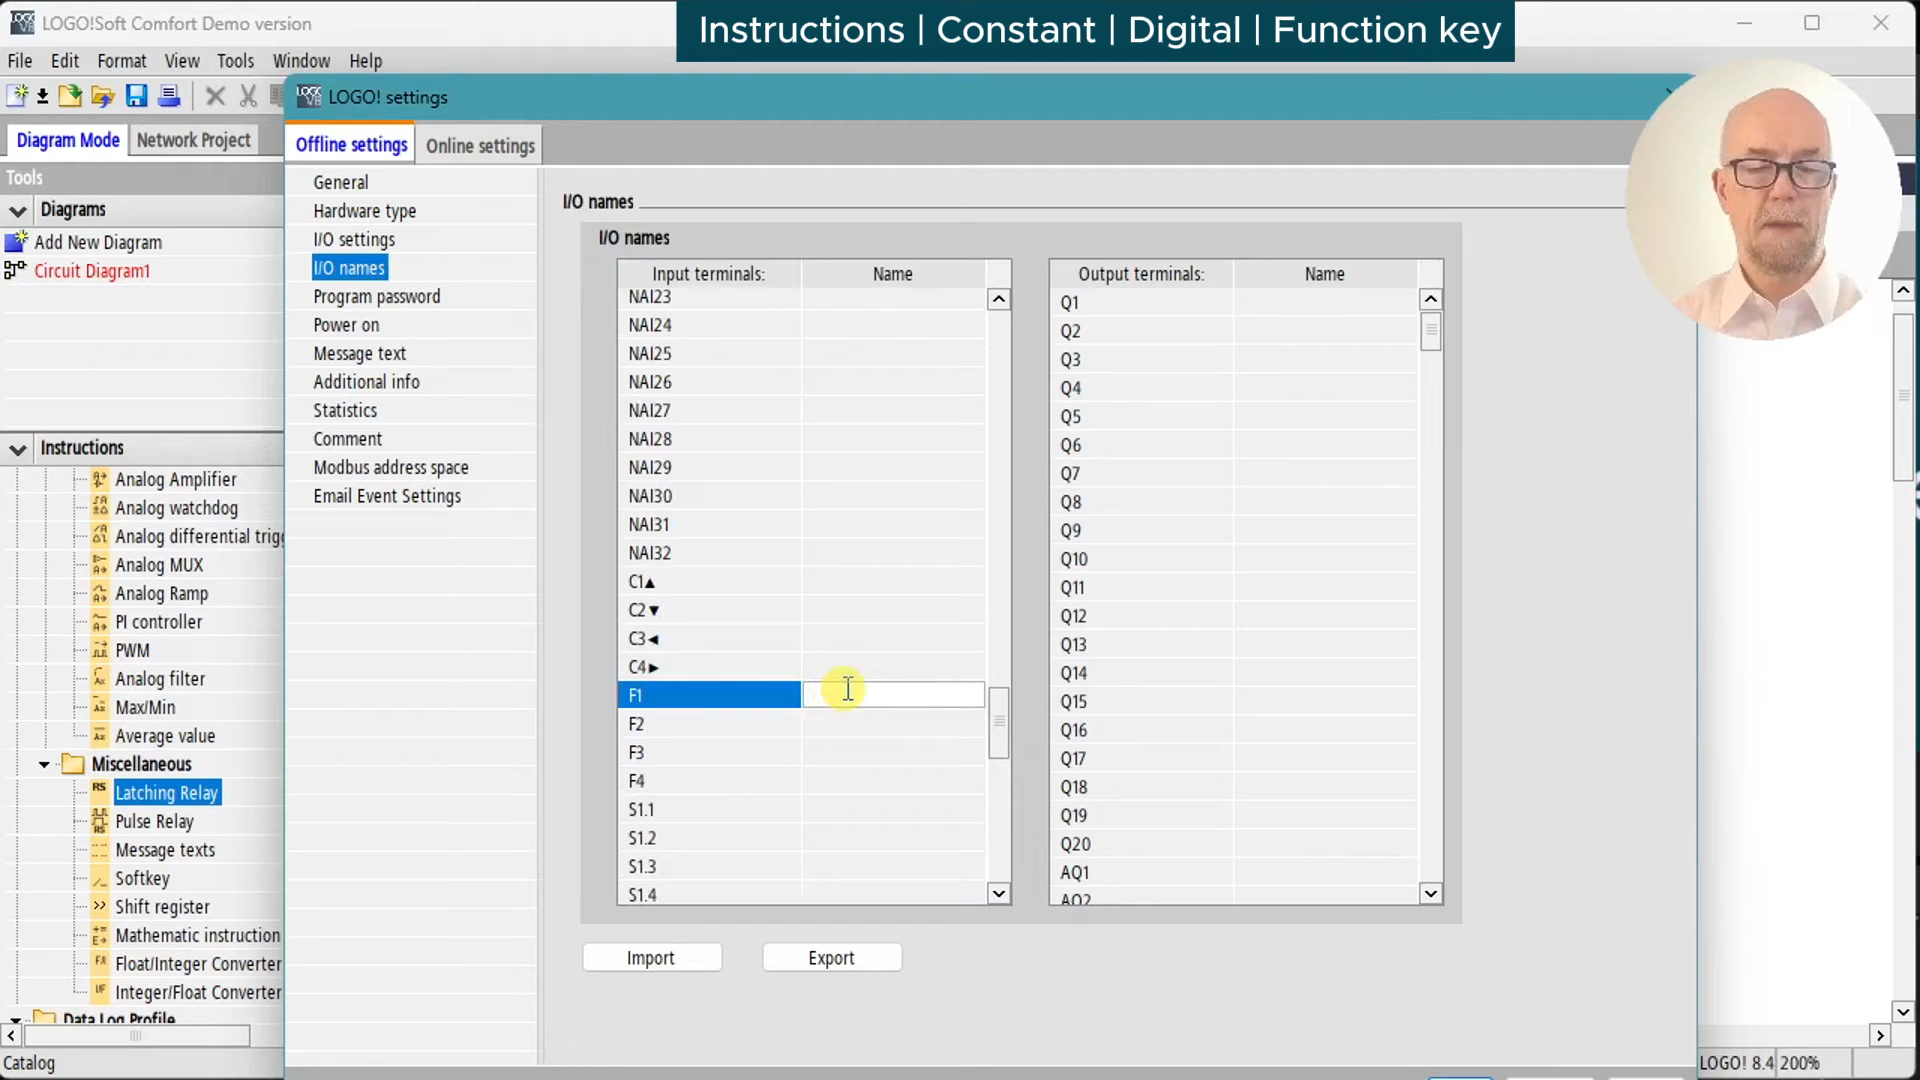 LOGO!Soft Comfort Demo version
Instructions | Constant | Digital | Function key
File Edit Format View Tools Window Help
LOGO! settings
Diagram Mode Network Project
Offline settings Online settings
Tools
Diagrams
Add New Diagram
Circuit Diagram1
Instructions
Analog Amplifier
Analog watchdog
Analog differential trigg
Analog MUX
Analog Ramp
PI controller
PWM
Analog filter
Max/Min
Average value
Miscellaneous
Latching Relay
Pulse Relay
Message texts
Softkey
Shift register
Mathematic instruction
Float/Integer Converter
Integer/Float Converter
Data Log Profile
Catalog
General
Hardware type
I/O settings
I/O names
Program password
Power on
Message text
Additional info
Statistics
Comment
Modbus address space
Email Event Settings
I/O names
I/O names
Input terminals: Name
NAI23
NAI24
NAI25
NAI26
NAI27
NAI28
NAI29
NAI30
NAI31
NAI32
C1▲
C2▼
C3◄
C4►
F1
F2
F3
F4
S1.1
S1.2
S1.3
S1.4
Output terminals: Name
Q1
Q2
Q3
Q4
Q5
Q6
Q7
Q8
Q9
Q10
Q11
Q12
Q13
Q14
Q15
Q16
Q17
Q18
Q19
Q20
AQ1
AQ2
Import Export
LOGO! 8.4 200%